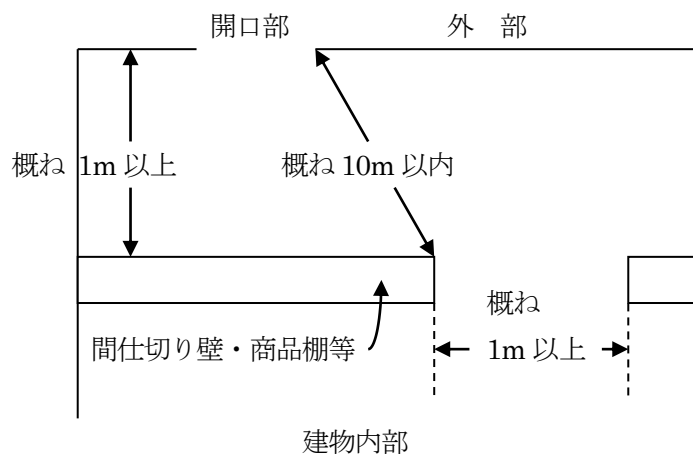 開口部
外 部
概ね 1m 以上
概ね 10m 以内
概ね
1m 以上
間仕切り壁・商品棚等
建物内部